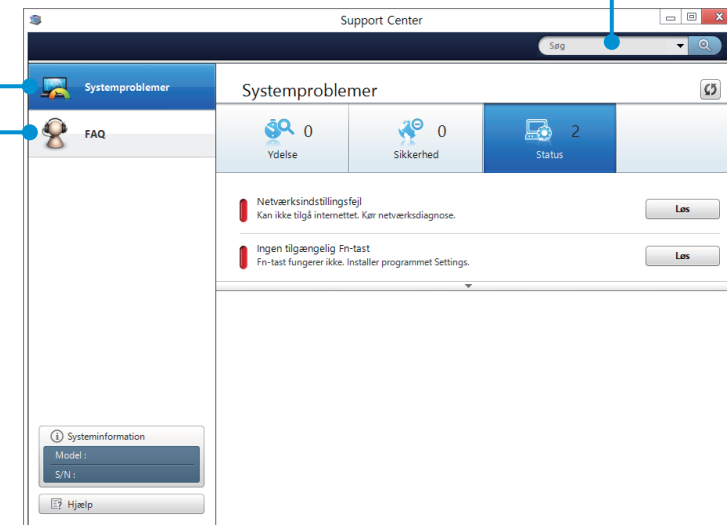 Support Center
Søg
Systemproblemer
FAQ
Systemproblemer
0
Ydelse
0
Sikkerhed
2
Status
Netværksindstillingsfejl
Kan ikke tilgå internettet. Kør netværksdiagnose.
Løs
Ingen tilgængelig Fn-tast
Fn-tast fungerer ikke. Installer programmet Settings.
Løs
Systeminformation
Model :
S/N :
Hjælp